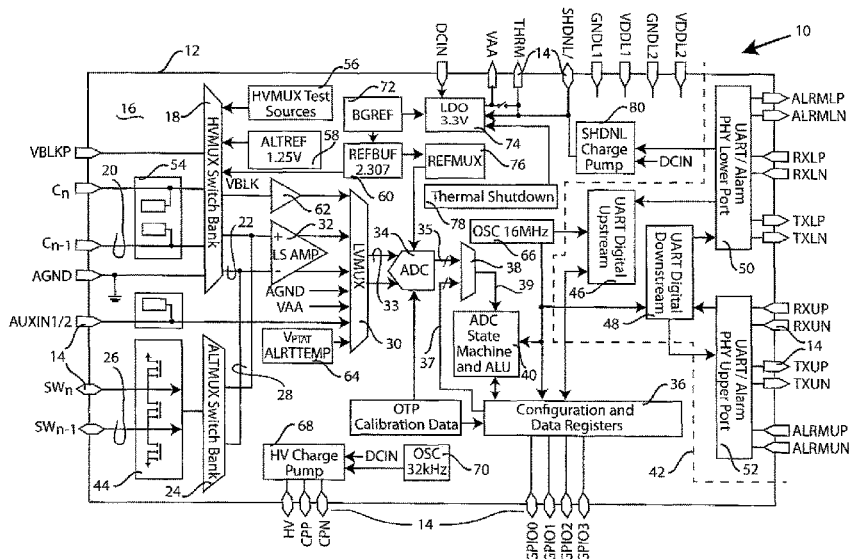 10
12
14
DCIN
VAA
THRM
SHDNL/
GNDL1
VDDL1
GNDL2
VDDL2
16
18
56
HVMUX Test
Sources
72
BGREF
LDO
3.3V
74
80
SHDNL
Charge
Pump
DCIN
UART/ Alarm
PHY Lower Port
50
ALRMLP
ALRMLN
RXLP
RXLN
TXLP
TXLN
HVMUX Switch Bank
ALTREF
1.25V
58
REFBUF
2.307
60
REFMUX
76
Thermal Shutdown
78
VBLKP
20
54
Cn
Cn-1
AGND
AUXIN1/2
14
VBLK
62
22
32
+
LS AMP
−
AGND
VAA
LVMUX
30
33
34
ADC
35
37
38
39
OSC 16MHz
66
UART Digital
Upstream
46
UART Digital
Downstream
48
VPTAT
ALRTTEMP
64
ADC
State
Machine
and ALU
40
UART/ Alarm
PHY Upper Port
52
RXUP
RXUN
14
TXUP
TXUN
ALRMUP
ALRMUN
SWn
SWn-1
26
44
ALTMUX Switch Bank
24
28
OTP
Calibration Data
36
Configuration and
Data Registers
42
68
HV Charge
Pump
DCIN
OSC
32kHz
70
HV
CPP
CPN
14
GPIO0
GPIO1
GPIO2
GPIO3